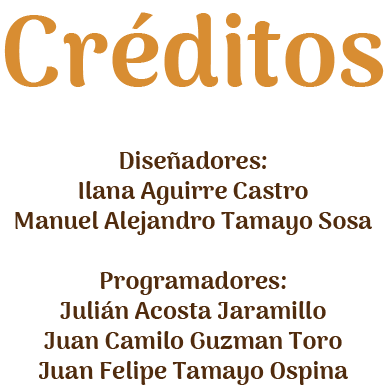 Créditos
Diseñadores:
Ilana Aguirre Castro
Manuel Alejandro Tamayo Sosa
Programadores:
Julián Acosta Jaramillo
Juan Camilo Guzman Toro
Juan Felipe Tamayo Ospina